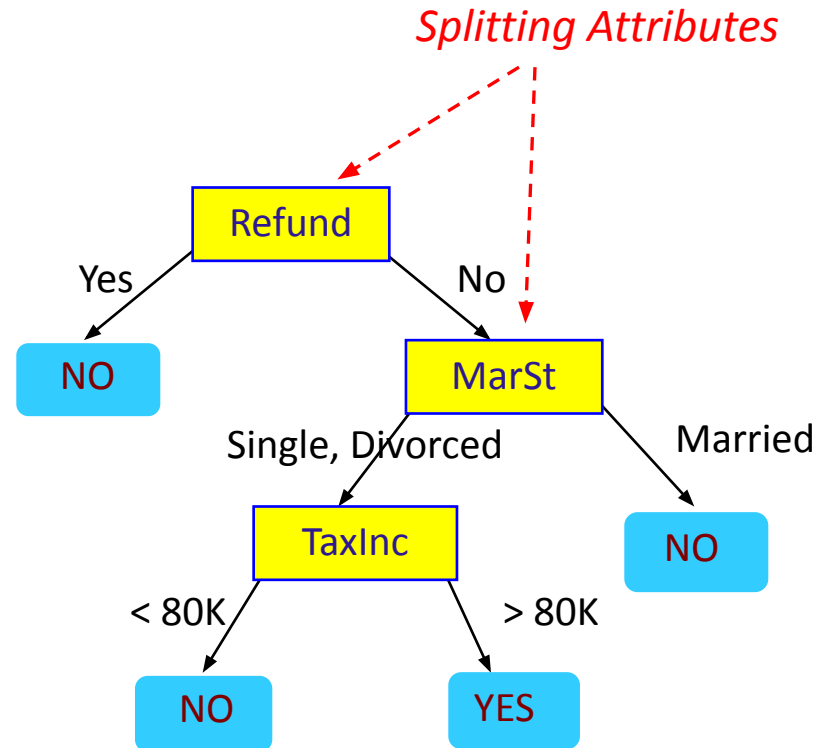 Splitting Attributes
Refund
Yes
No
NO
MarSt
Single, Divorced
Married
TaxInc
NO
< 80K
> 80K
NO
YES